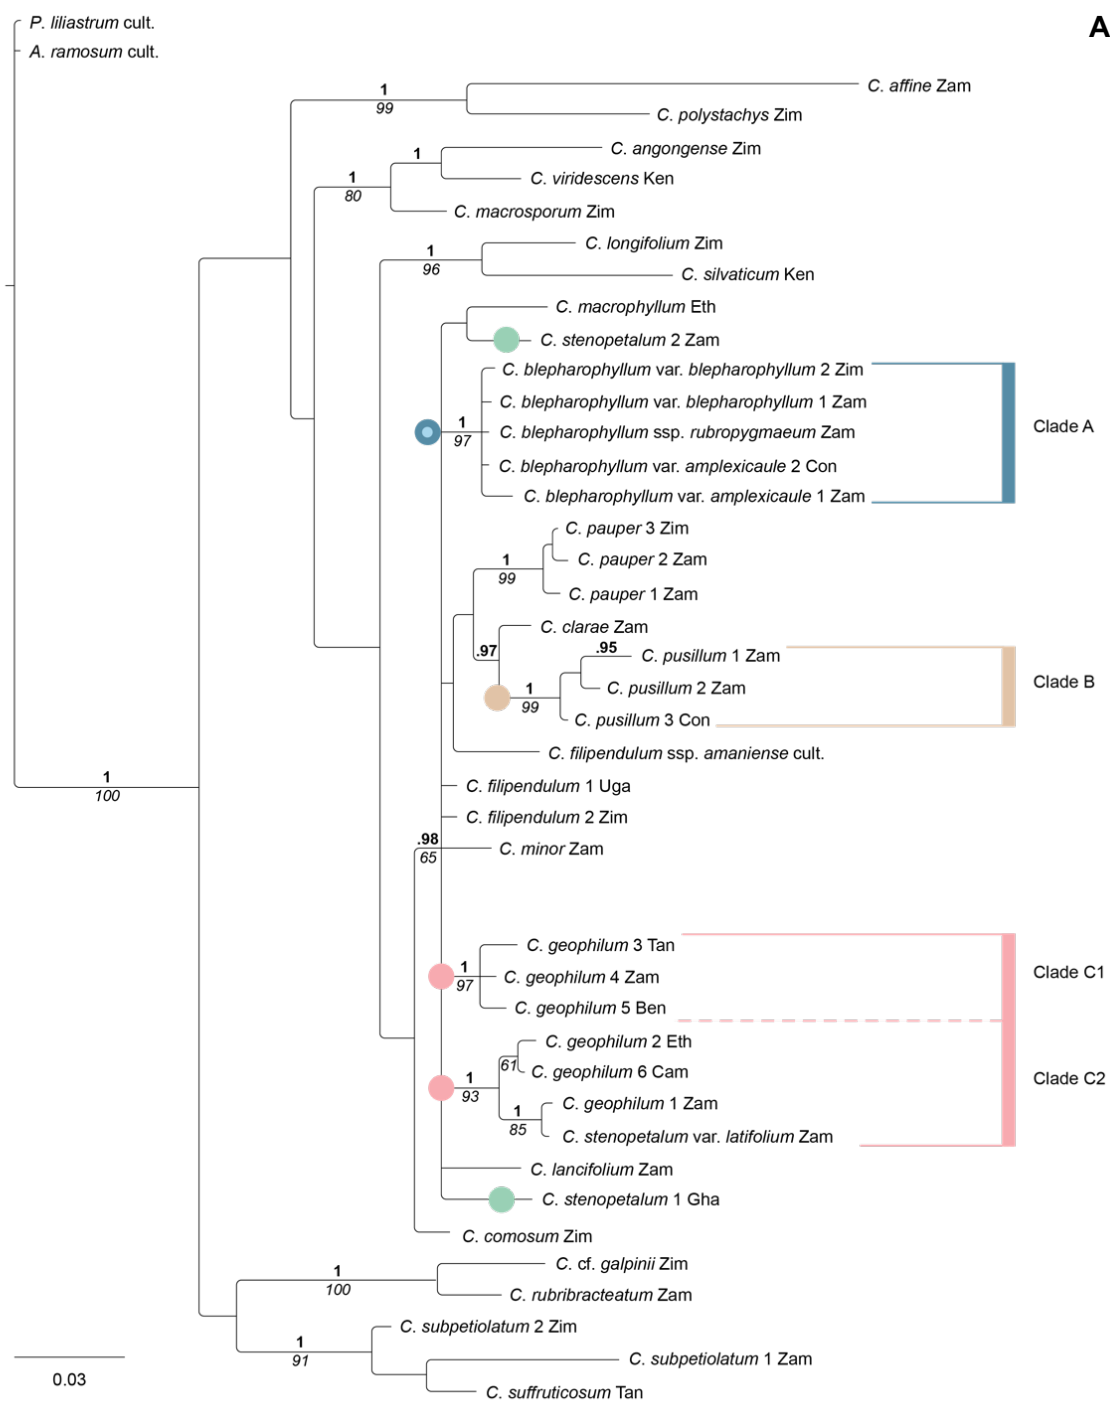 A
P. liliastrum cult.
A. ramosum cult.
1
99
C. affine Zam
C. polystachys Zim
1
C. angongense Zim
1
80
C. viridescens Ken
C. macrosporum Zim
1
96
C. longifolium Zim
C. silvaticum Ken
C. macrophyllum Eth
C. stenopetalum 2 Zam
C. blepharophyllum var. blepharophyllum 2 Zim
C. blepharophyllum var. blepharophyllum 1 Zam
1
97
C. blepharophyllum ssp. rubropygmaeum Zam
Clade A
C. blepharophyllum var. amplexicaule 2 Con
C. blepharophyllum var. amplexicaule 1 Zam
C. pauper 3 Zim
1
99
C. pauper 2 Zam
C. pauper 1 Zam
C. clarae Zam
.97
.95
C. pusillum 1 Zam
1
99
C. pusillum 2 Zam
Clade B
C. pusillum 3 Con
C. filipendulum ssp. amaniense cult.
1
100
C. filipendulum 1 Uga
C. filipendulum 2 Zim
.98
65
C. minor Zam
C. geophilum 3 Tan
1
97
C. geophilum 4 Zam
Clade C1
C. geophilum 5 Ben
C. geophilum 2 Eth
61
C. geophilum 6 Cam
1
93
Clade C2
C. geophilum 1 Zam
1
85
C. stenopetalum var. latifolium Zam
C. lancifolium Zam
C. stenopetalum 1 Gha
C. comosum Zim
1
100
C. cf. galpinii Zim
C. rubribracteatum Zam
C. subpetiolatum 2 Zim
1
91
C. subpetiolatum 1 Zam
C. suffruticosum Tan
0.03